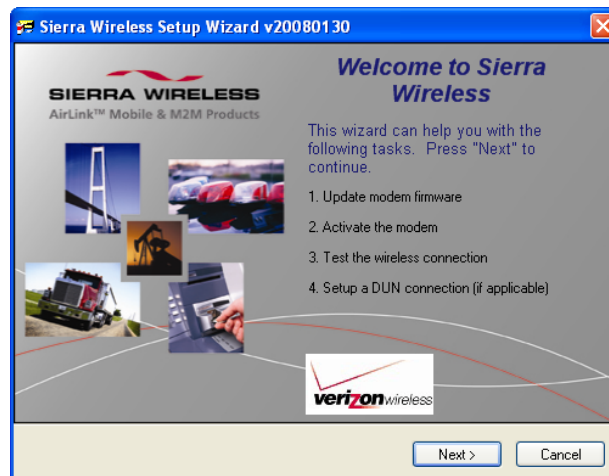 Sierra Wireless Setup Wizard v20080130
SIERRA WIRELESS
AirLink™ Mobile & M2M Products
Welcome to Sierra
Wireless
This wizard can help you with the
following tasks. Press "Next" to
continue.
1. Update modem firmware
2. Activate the modem
3. Test the wireless connection
4. Setup a DUN connection (if applicable)
verizonwireless
Next >
Cancel